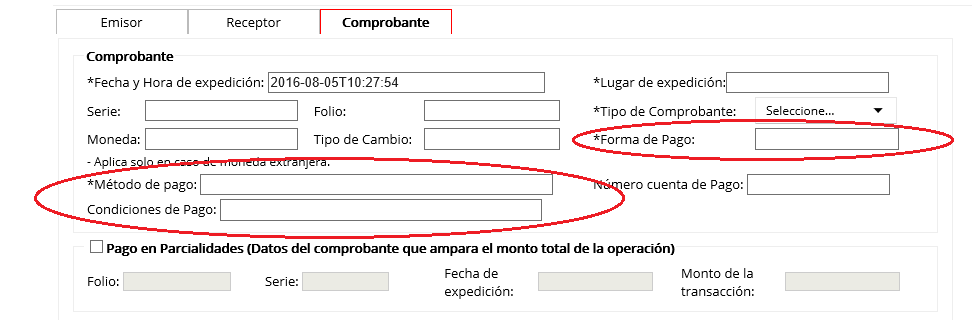 Emisor Receptor Comprobante
Comprobante
*Fecha y Hora de expedición: 2016-08-05T10:27:54 *Lugar de expedición:
Serie: Folio: *Tipo de Comprobante: Seleccione...
Moneda: Tipo de Cambio: *Forma de Pago:
- Aplica solo en caso de moneda extranjera.
*Método de pago: Número cuenta de Pago:
Condiciones de Pago:
Pago en Parcialidades (Datos del comprobante que ampara el monto total de la operación)
Folio: Serie: Fecha de expedición: Monto de la transacción: